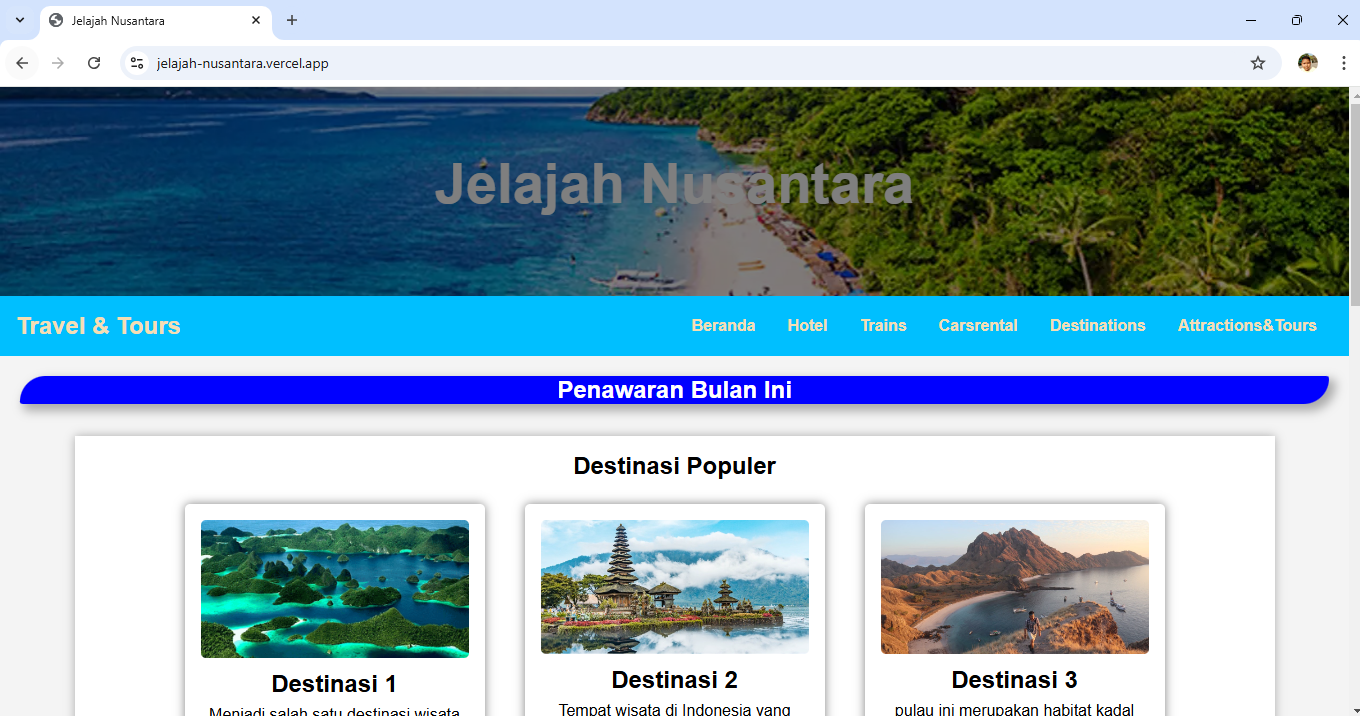 Jelajah Nusantara
jelajah-nusantara.vercel.app
Jelajah Nusantara
Travel & Tours
Beranda Hotel Trains Carsrental Destinations Attractions&Tours
Penawaran Bulan Ini
Destinasi Populer
Destinasi 1
Menjadi salah satu destinasi wisata
Destinasi 2
Tempat wisata di Indonesia yang
Destinasi 3
pulau ini merupakan habitat kadal